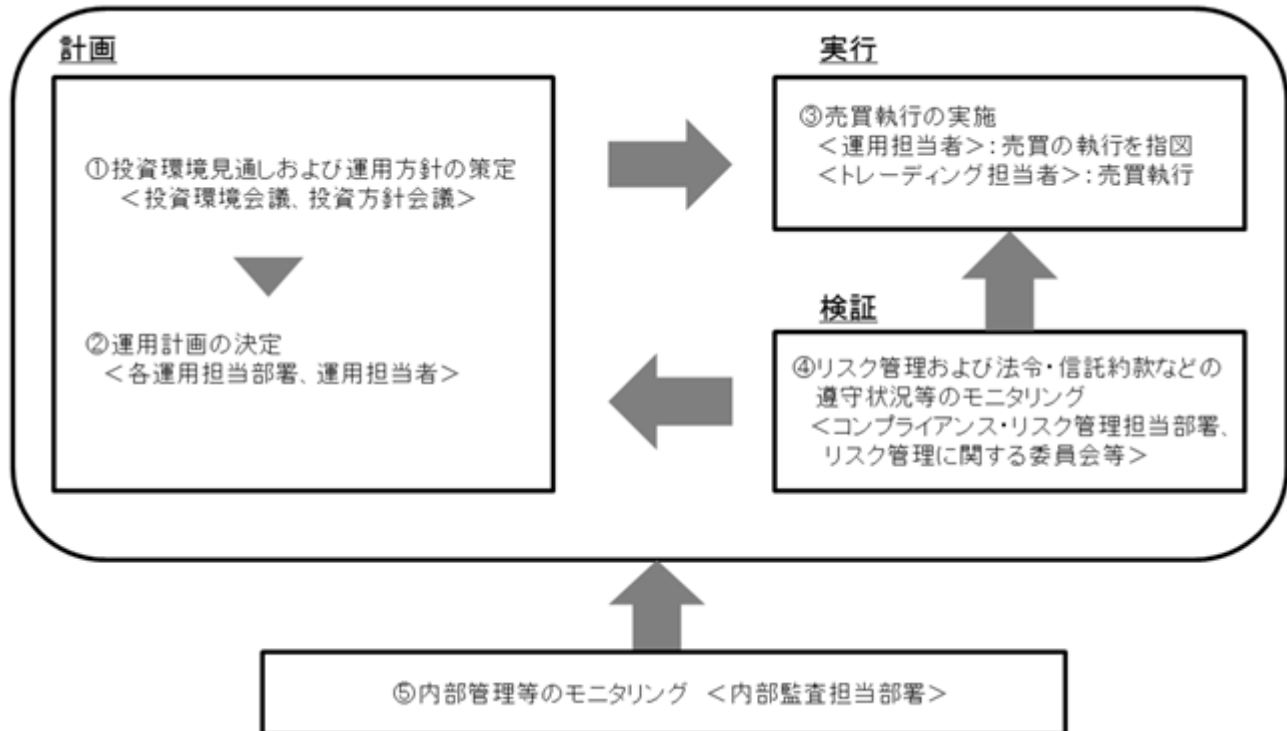 計画
①投資環境見通しおよび運用方針の策定
＜投資環境会議、投資方針会議＞
②運用計画の決定
＜各運用担当部署、運用担当者＞
実行
③売買執行の実施
＜運用担当者＞：売買の執行を指図
＜トレーディング担当者＞：売買執行
検証
④リスク管理および法令・信託約款などの
遵守状況等のモニタリング
＜コンプライアンス・リスク管理担当部署、
リスク管理に関する委員会等＞
⑤内部管理等のモニタリング ＜内部監査担当部署＞